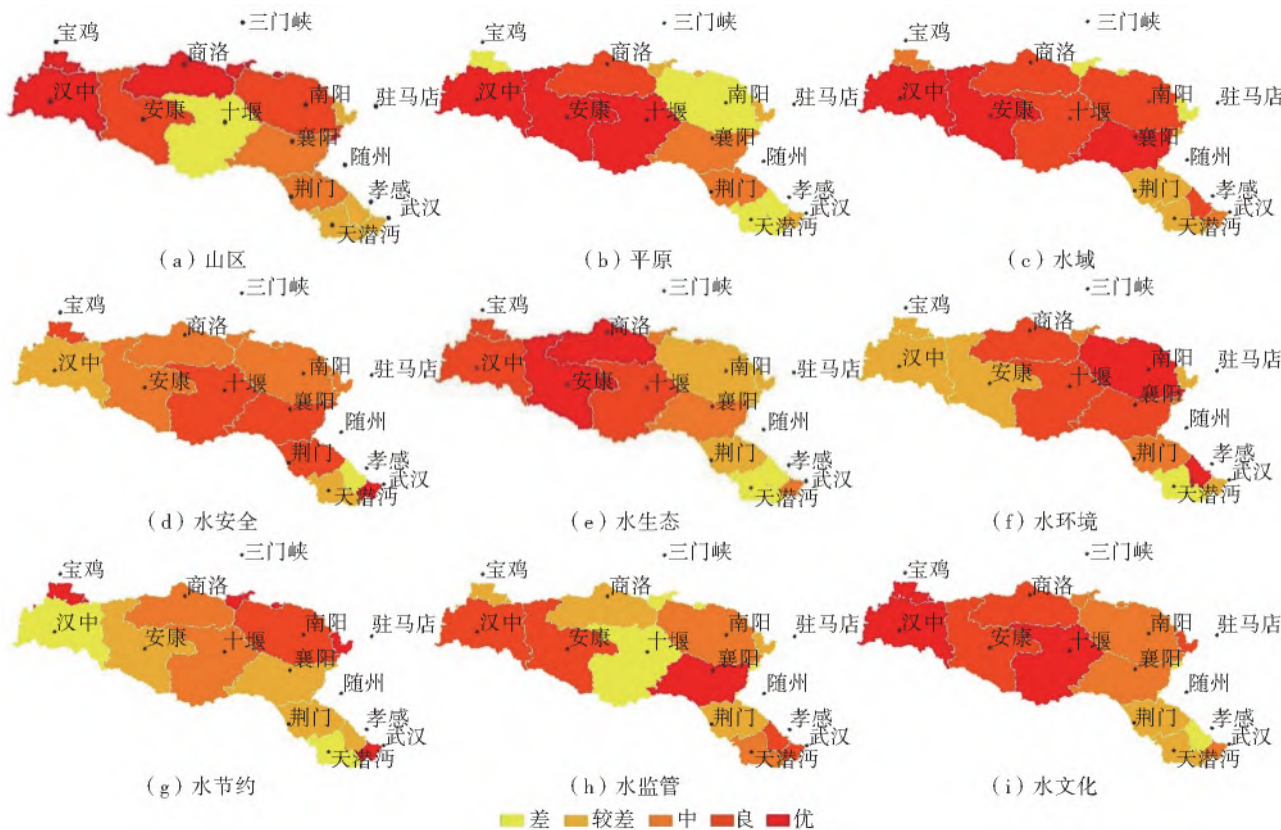 三门峡
宝鸡
商洛
汉中
安康
十堰
南阳
驻马店
襄阳
随州
荆门
孝感
武汉
天潜沔
(a)山区
三门峡
宝鸡
商洛
汉中
安康
十堰
南阳
驻马店
襄阳
随州
荆门
孝感
武汉
天潜沔
(b)平原
三门峡
宝鸡
商洛
汉中
安康
十堰
南阳
驻马店
襄阳
随州
荆门
孝感
武汉
天潜沔
(c)水域
三门峡
宝鸡
商洛
汉中
安康
十堰
南阳
驻马店
襄阳
随州
荆门
孝感
武汉
天潜沔
(d)水安全
三门峡
宝鸡
商洛
汉中
安康
十堰
南阳
驻马店
襄阳
随州
荆门
孝感
武汉
天潜沔
(e)水生态
三门峡
宝鸡
商洛
汉中
安康
十堰
南阳
驻马店
襄阳
随州
荆门
孝感
武汉
天潜沔
(f)水环境
三门峡
宝鸡
商洛
汉中
安康
十堰
南阳
驻马店
襄阳
随州
荆门
孝感
武汉
天潜沔
(g)水节约
三门峡
宝鸡
商洛
汉中
安康
十堰
南阳
驻马店
襄阳
随州
荆门
孝感
武汉
天潜沔
(h)水监管
三门峡
宝鸡
商洛
汉中
安康
十堰
南阳
驻马店
襄阳
随州
荆门
孝感
武汉
天潜沔
(i)水文化
差 较差 中 良 优